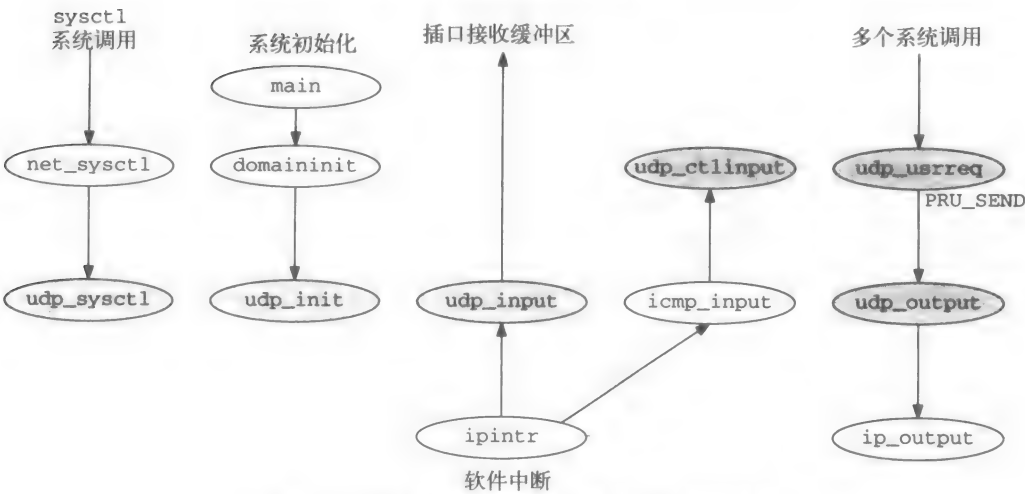 sysctl
系统调用
系统初始化
插口接收缓冲区
多个系统调用
main
net_sysctl
domaininit
udp_ctlinput
udp_usrreq
PRU_SEND
udp_sysctl
udp_init
udp_input
icmp_input
udp_output
ipintr
ip_output
软件中断